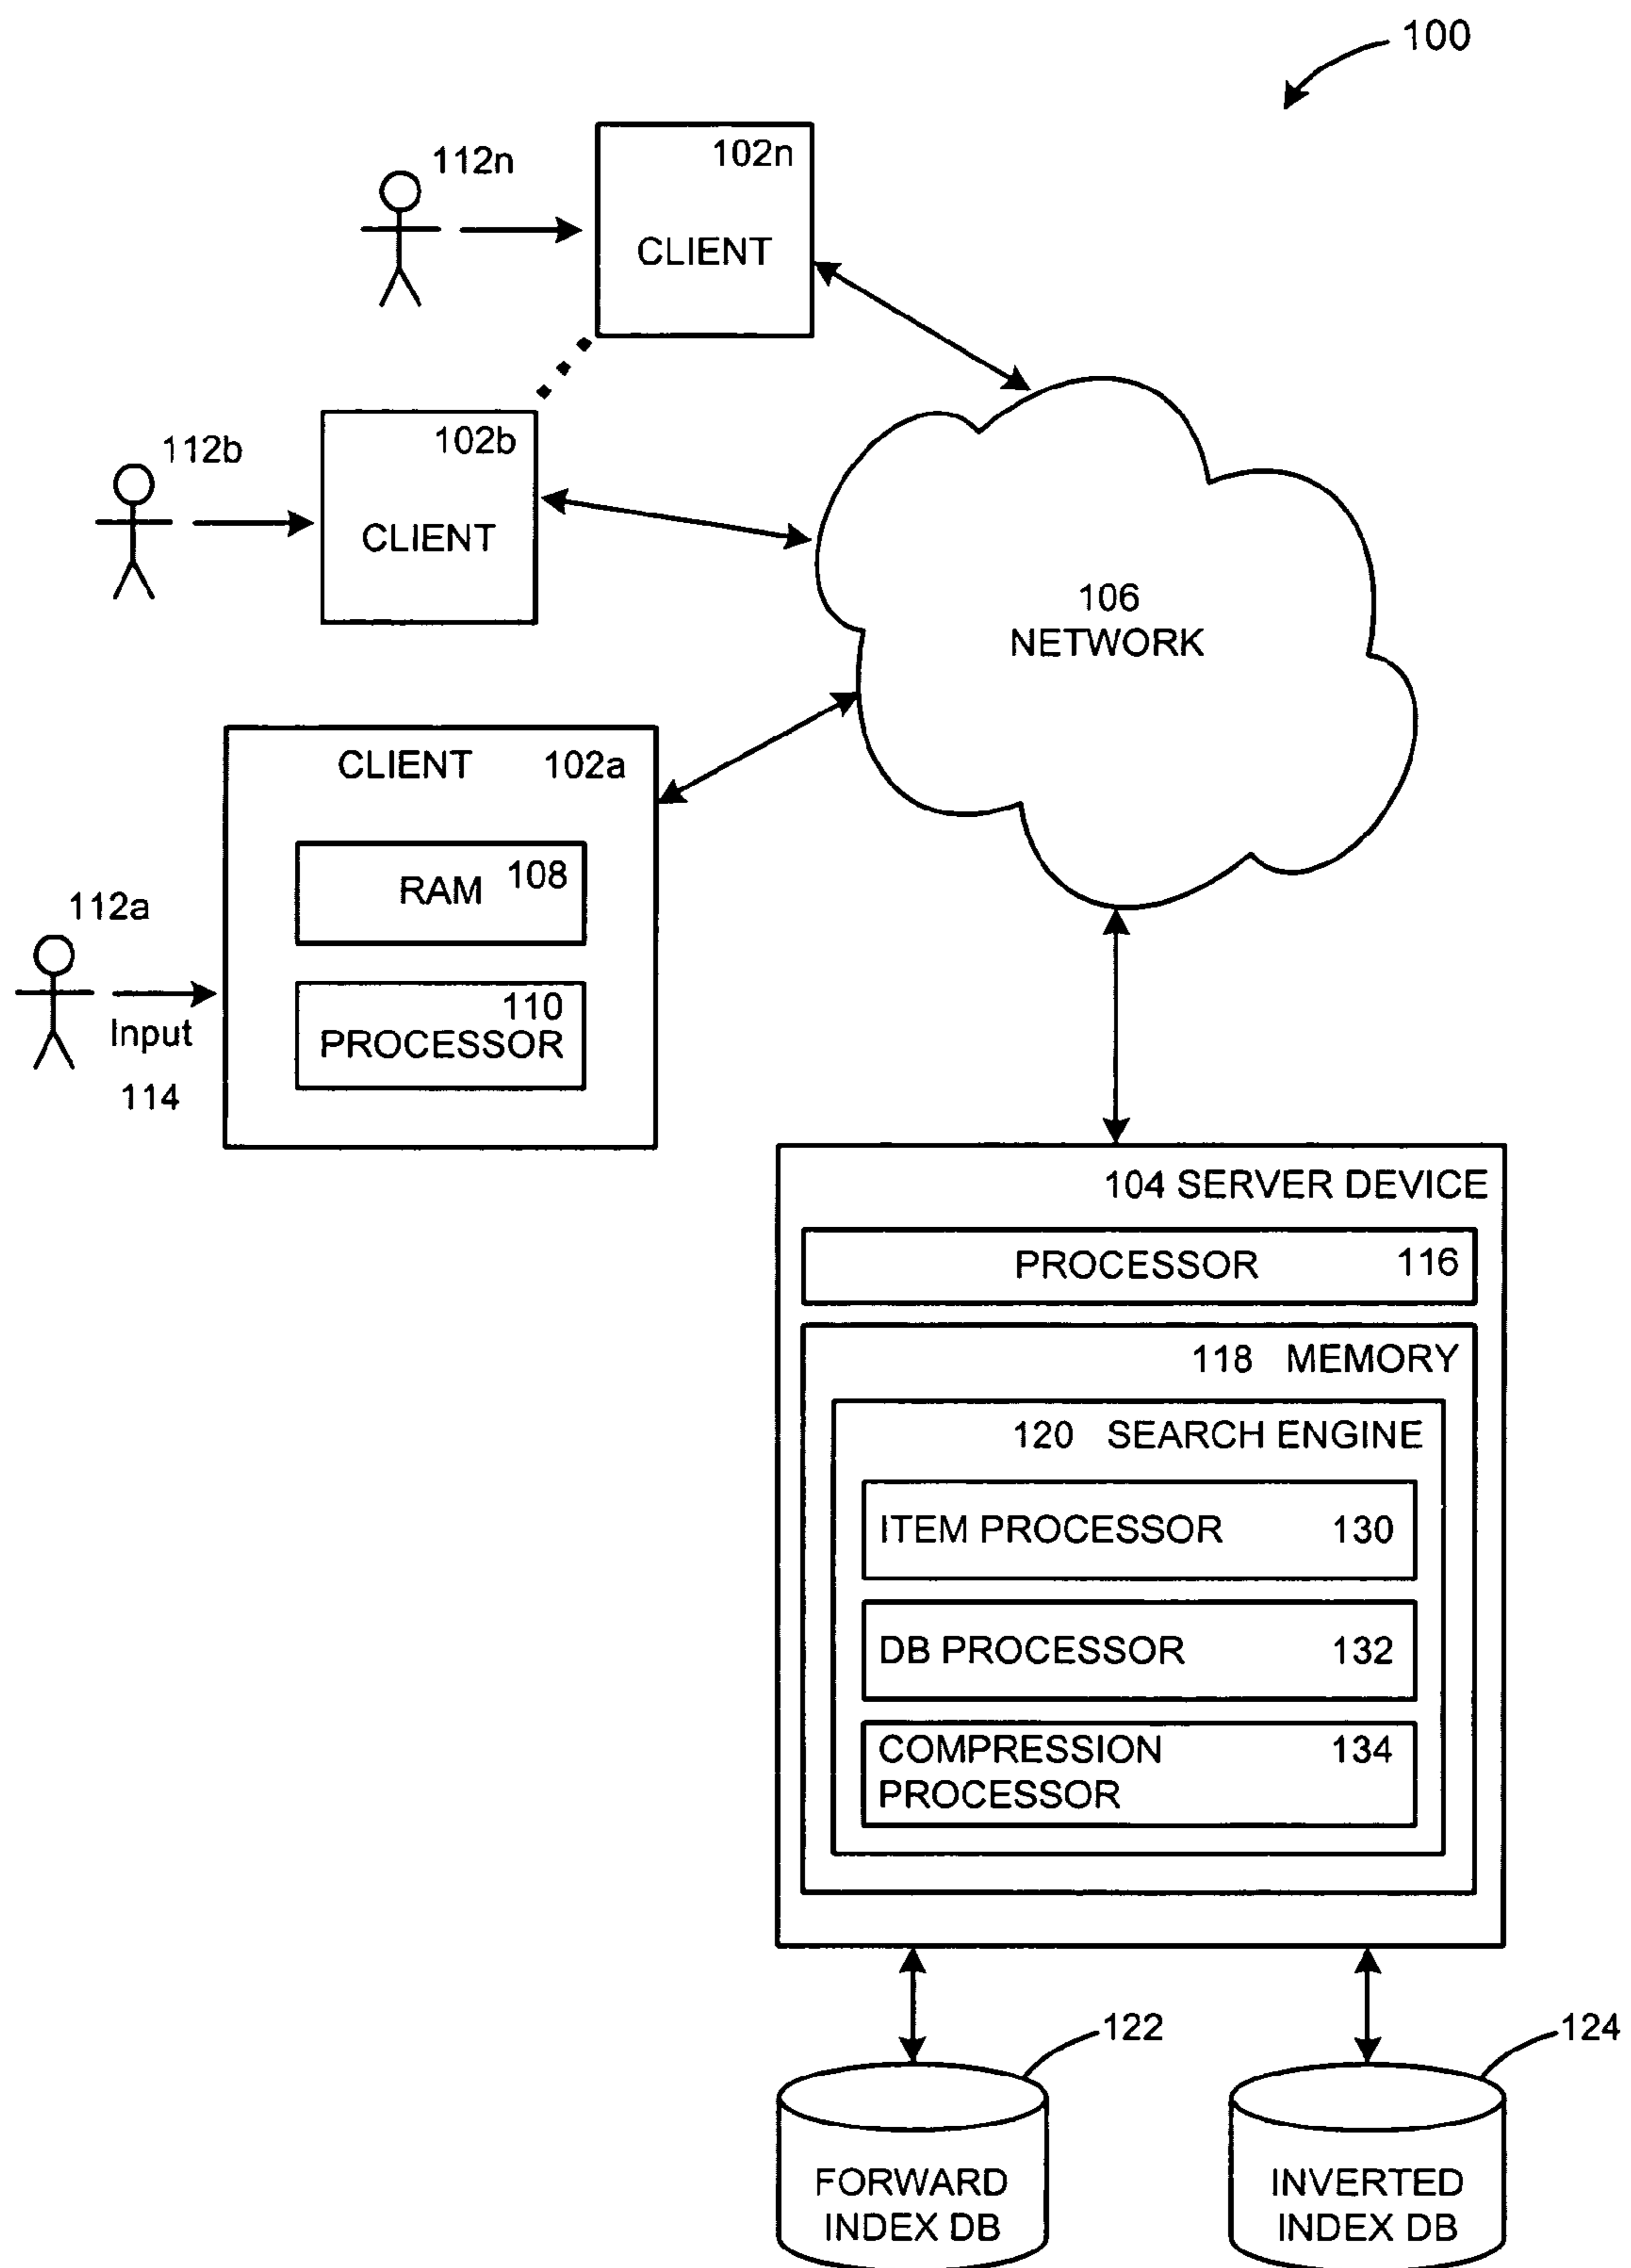 100
112n
102n
CLIENT
112b
102b
CLIENT
106
NETWORK
CLIENT 102a
RAM 108
112a
110
PROCESSOR
Input
114
104 SERVER DEVICE
PROCESSOR 116
118 MEMORY
120 SEARCH ENGINE
ITEM PROCESSOR 130
DB PROCESSOR 132
COMPRESSION 134
PROCESSOR
122
124
FORWARD
INDEX DB
INVERTED
INDEX DB